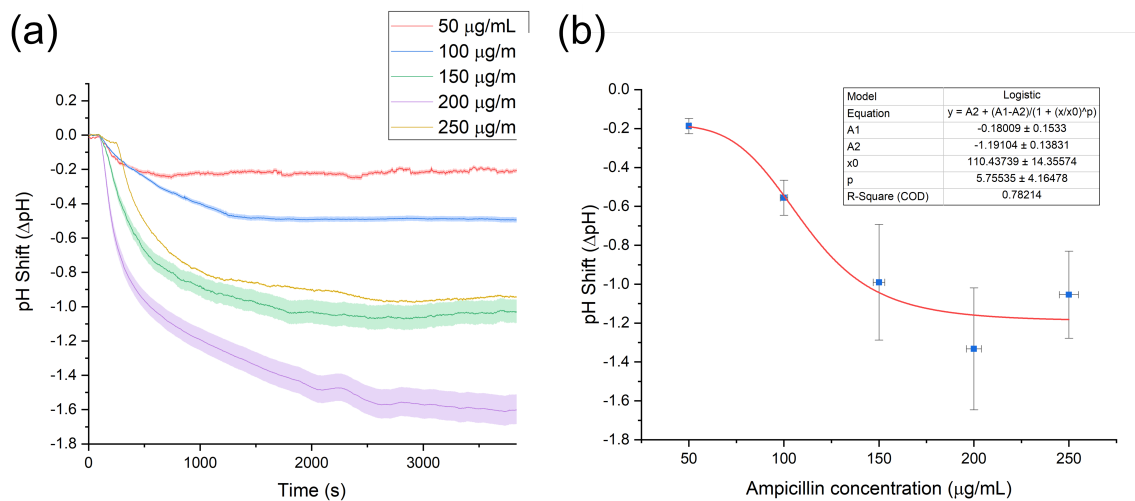 (a)
50 μg/mL
100 μg/m
150 μg/m
200 μg/m
250 μg/m
0.2
0.0
-0.2
-0.4
-0.6
-0.8
-1.0
-1.2
-1.4
-1.6
-1.8
pH Shift (ΔpH)
0
1000
2000
3000
Time (s)
(b)
0.0
-0.2
-0.4
-0.6
-0.8
-1.0
-1.2
-1.4
-1.6
-1.8
pH Shift (ΔpH)
Model Logistic
Equation y = A2 + (A1-A2)/(1 + (x/x0)^p)
A1 -0.18009 ± 0.1533
A2 -1.19104 ± 0.13831
x0 110.43739 ± 14.35574
p 5.75535 ± 4.16478
R-Square (COD) 0.78214
50
100
150
200
250
Ampicillin concentration (μg/mL)